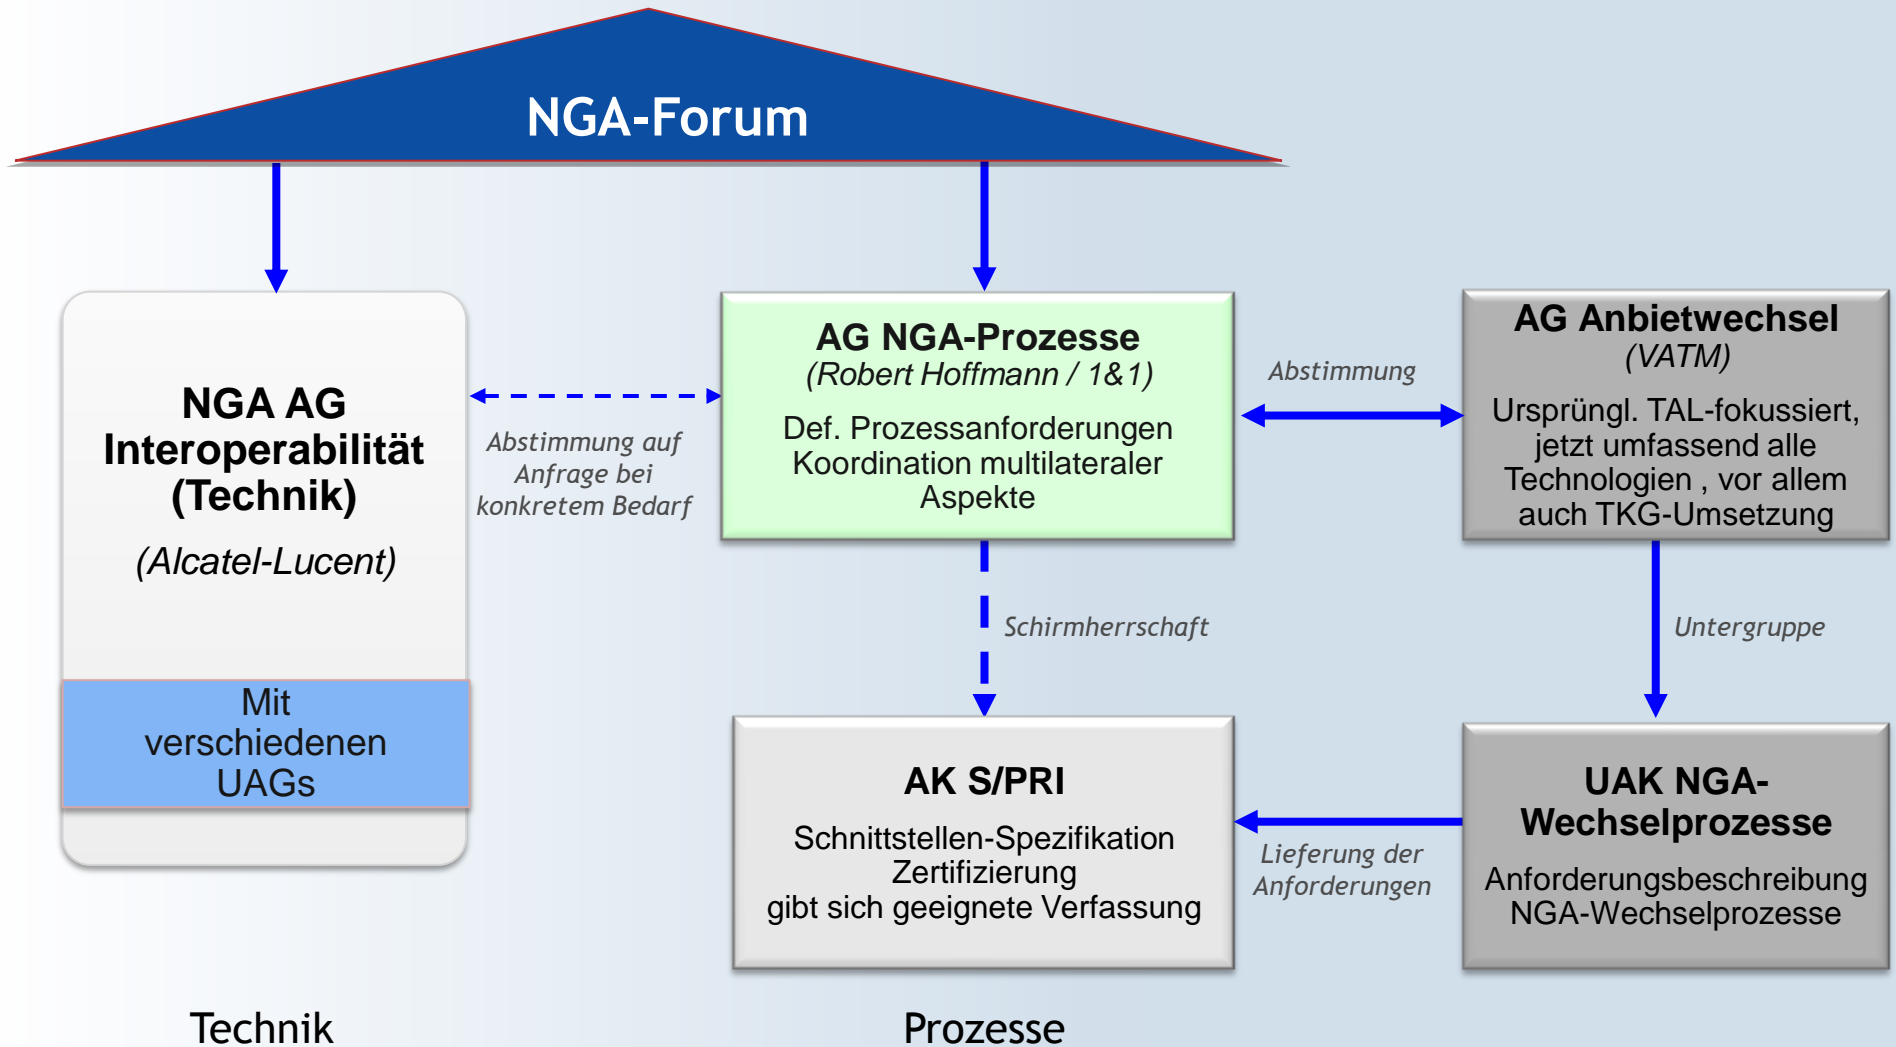 NGA-Forum
NGA AG
Interoperabilität
(Technik)
(Alcatel-Lucent)
Mit
verschiedenen
UAGs
Abstimmung auf
Anfrage bei
konkretem Bedarf
AG NGA-Prozesse
(Robert Hoffmann / 1&1)
Def. Prozessanforderungen
Koordination multilateraler
Aspekte
Abstimmung
AG Anbietwechsel
(VATM)
Ursprüngl. TAL-fokussiert,
jetzt umfassend alle
Technologien , vor allem
auch TKG-Umsetzung
Schirmherrschaft
Untergruppe
AK S/PRI
Schnittstellen-Spezifikation
Zertifizierung
gibt sich geeignete Verfassung
Lieferung der
Anforderungen
UAK NGA-
Wechselprozesse
Anforderungsbeschreibung
NGA-Wechselprozesse
Technik
Prozesse